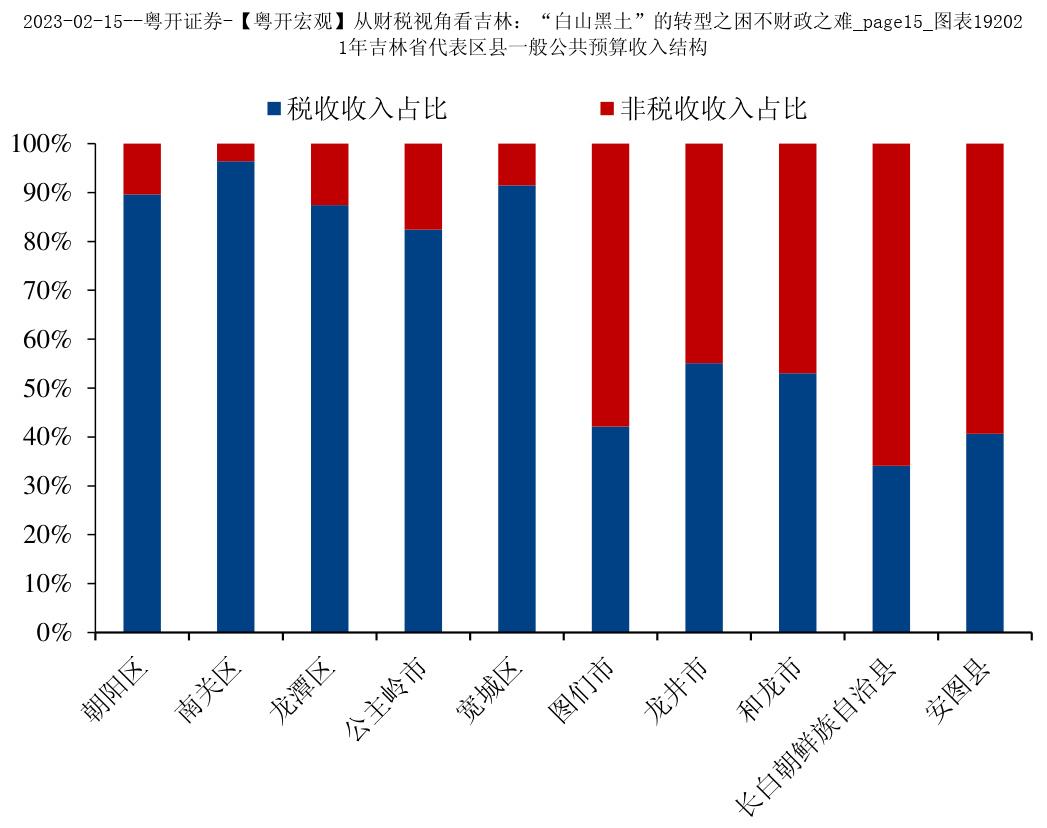 2023-02-15--粤开证券-【粤开宏观】从财税视角看吉林：“白山黑土”的转型之困不财政之难_page15_图表19202
1年吉林省代表区县一般公共预算收入结构
税收收入占比 非税收收入占比
100%
90%
80%
70%
60%
50%
40%
30%
20%
10%
0%
朝阳区
南关区
龙潭区
公主岭市
宽城区
图们市
龙井市
和龙市
长白朝鲜族自治县
安图县